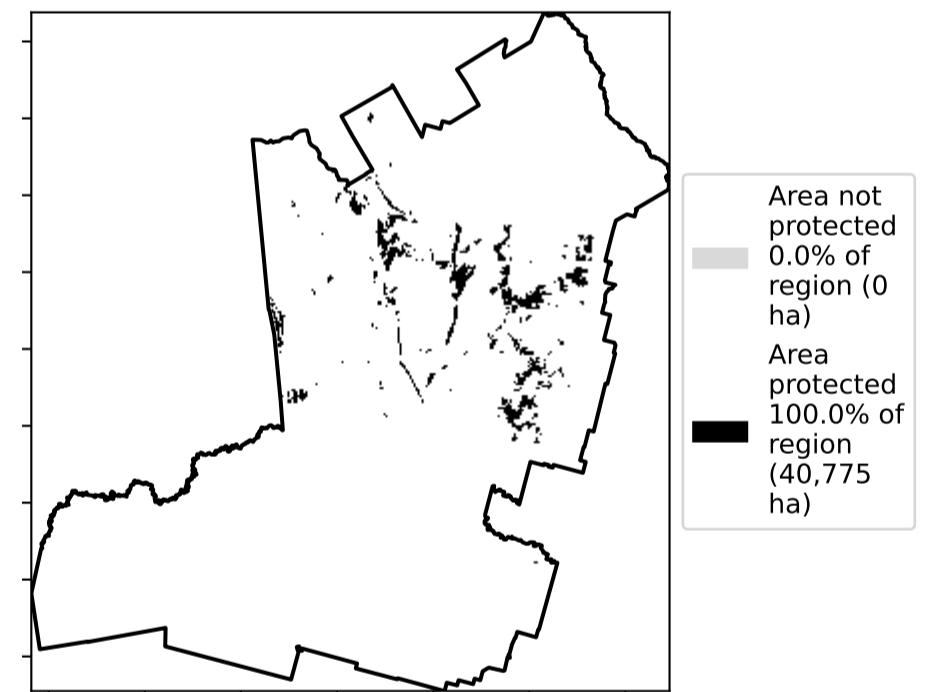 Area not
protected
0.0% of
region (0
ha)
Area
protected
100.0% of
region
(40,775
ha)